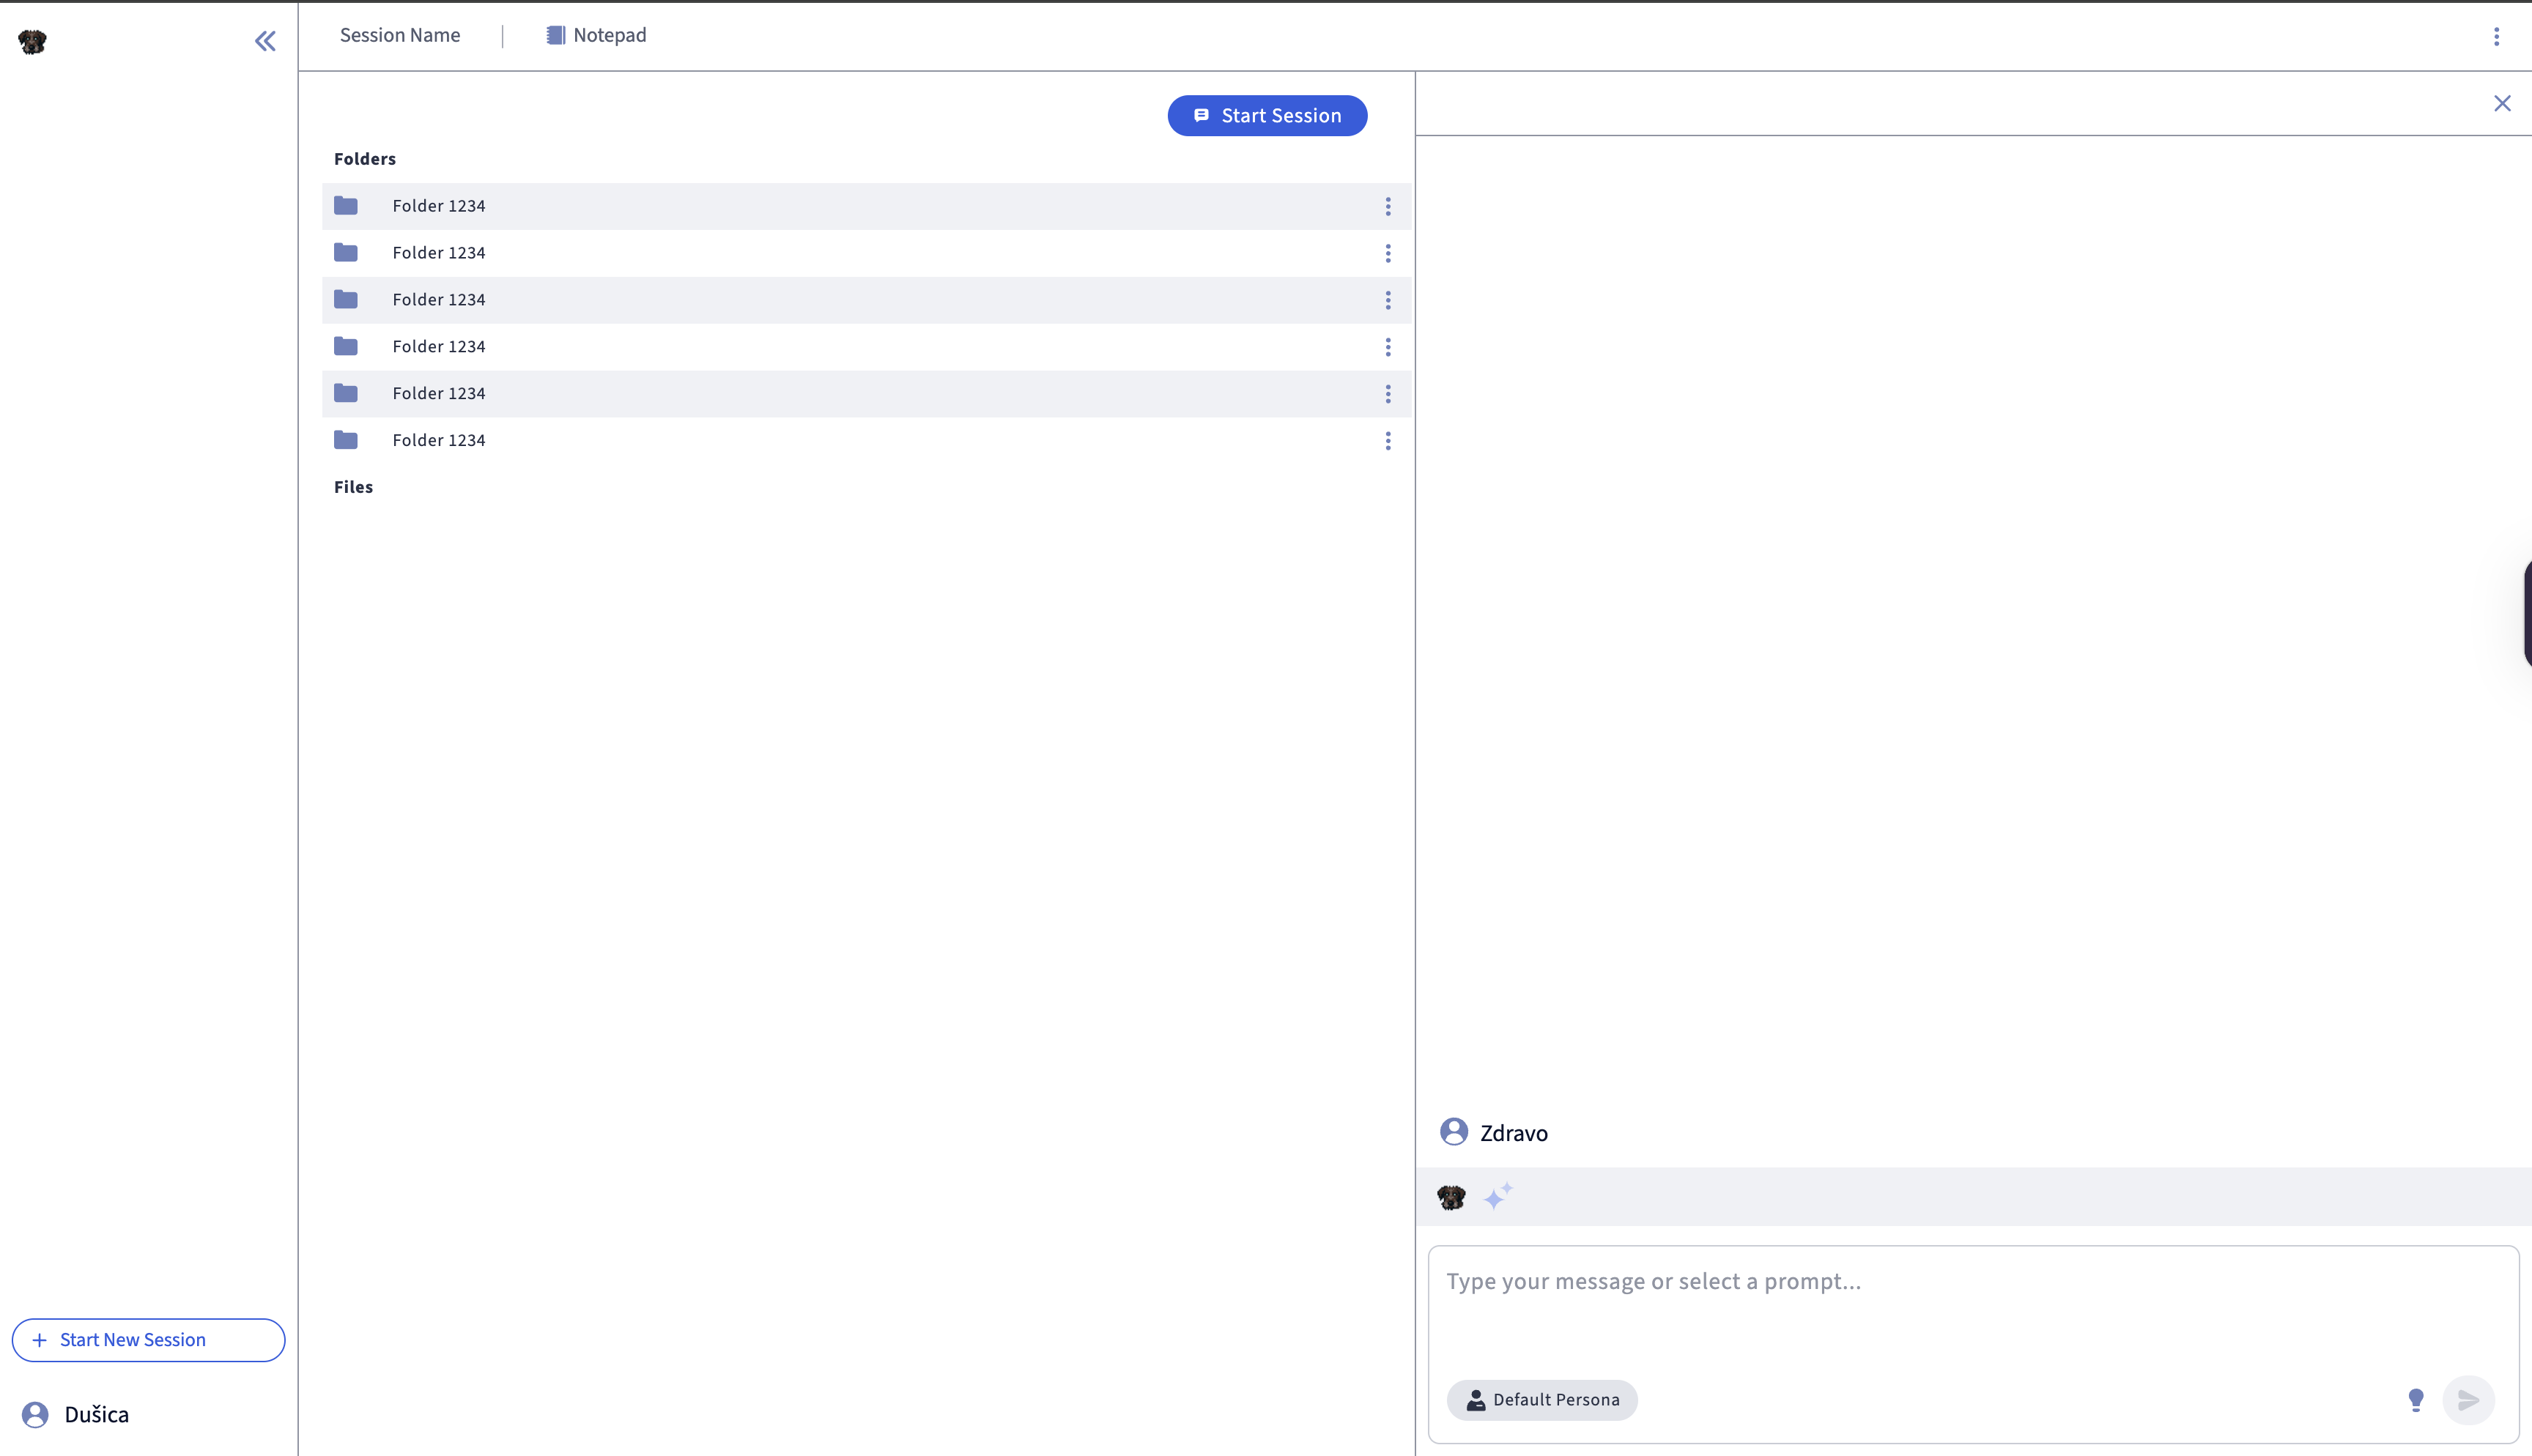 Session Name
Notepad
Start Session
Folders
Folder 1234
Folder 1234
Folder 1234
Folder 1234
Folder 1234
Folder 1234
Files
Zdravo
Type your message or select a prompt...
Default Persona
Start New Session
Dušica